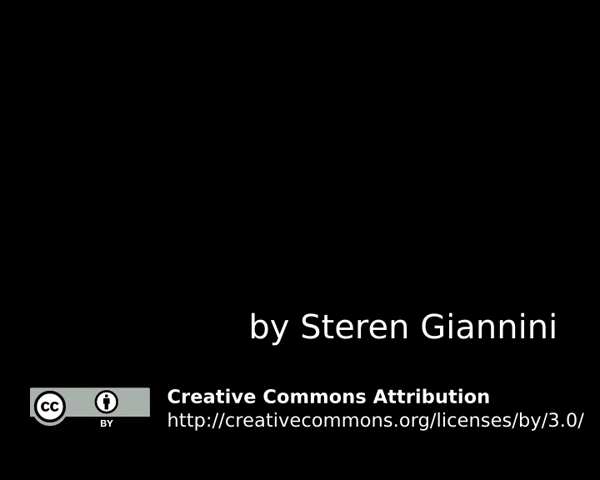 by Steren Giannini
Creative Commons Attribution
http://creativecommons.org/licenses/by/3.0/
cc
BY